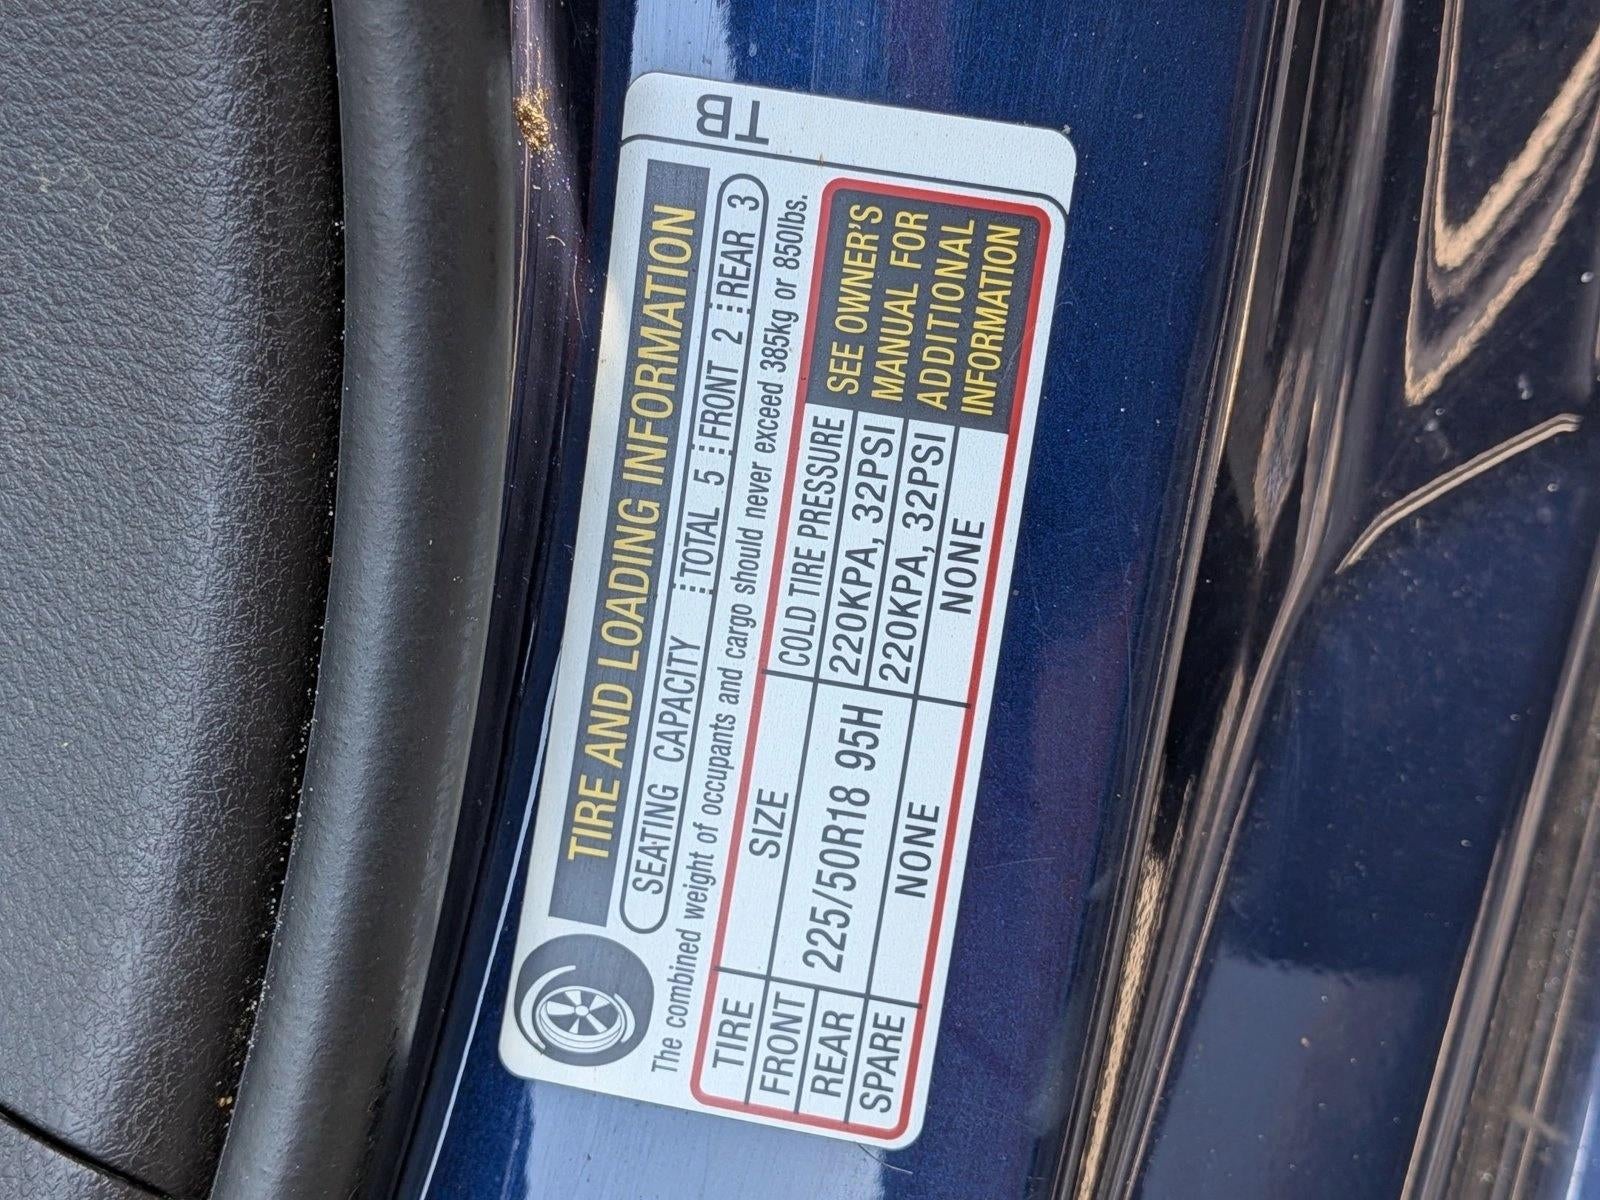 TIRE AND LOADING INFORMATION
SEATING CAPACITY TOTAL 5 FRONT 2 REAR 3
The combined weight of occupants and cargo should never exceed 385kg or 850lbs.
TIRE SIZE COLD TIRE PRESSURE
FRONT 225/50R18 95H 220KPA, 32PSI
REAR 220KPA, 32PSI
SPARE NONE NONE
SEE OWNER'S
MANUAL FOR
ADDITIONAL
INFORMATION
TB